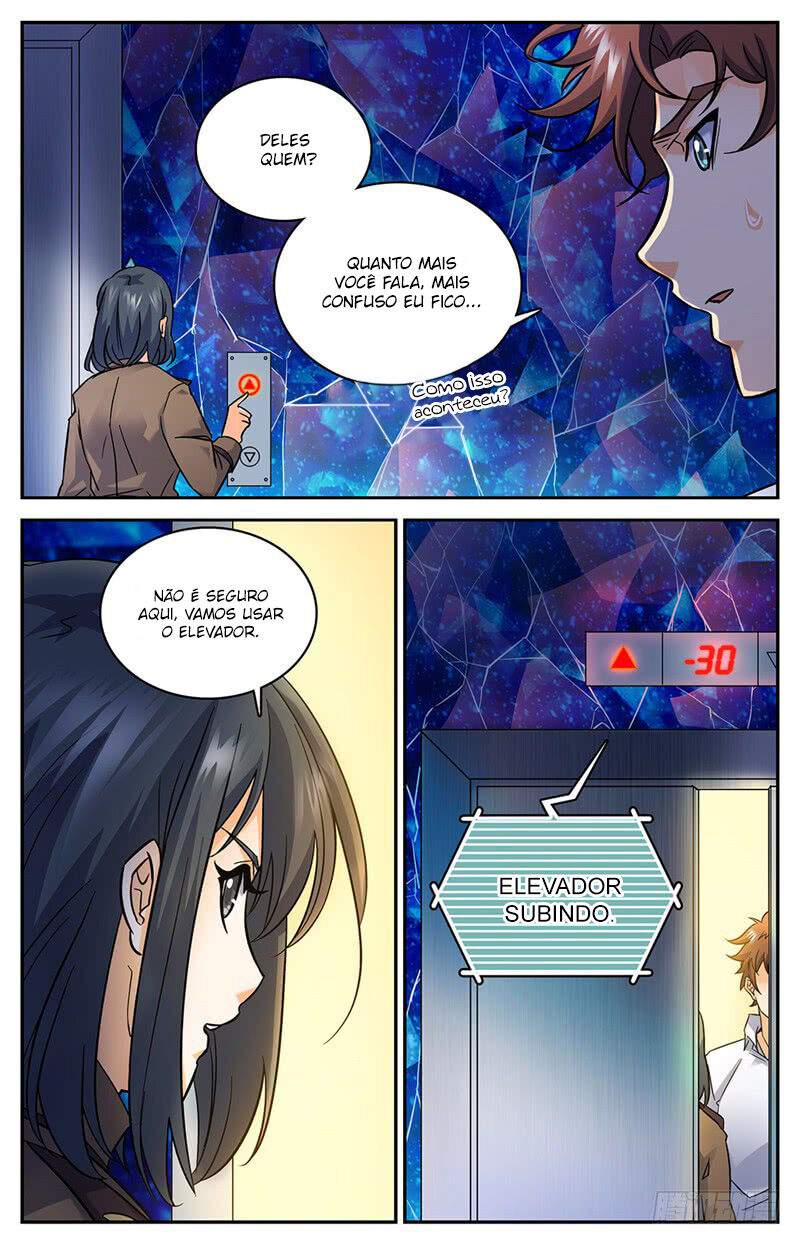 DELES
QUEM?
QUANTO MAIS
VOCÊ FALA, MAIS
CONFUSO EU FICO...
Como isso
aconteceu?
NÃO É SEGURO
AQUI, VAMOS USAR
O ELEVADOR.
-30
ELEVADOR
SUBINDO.